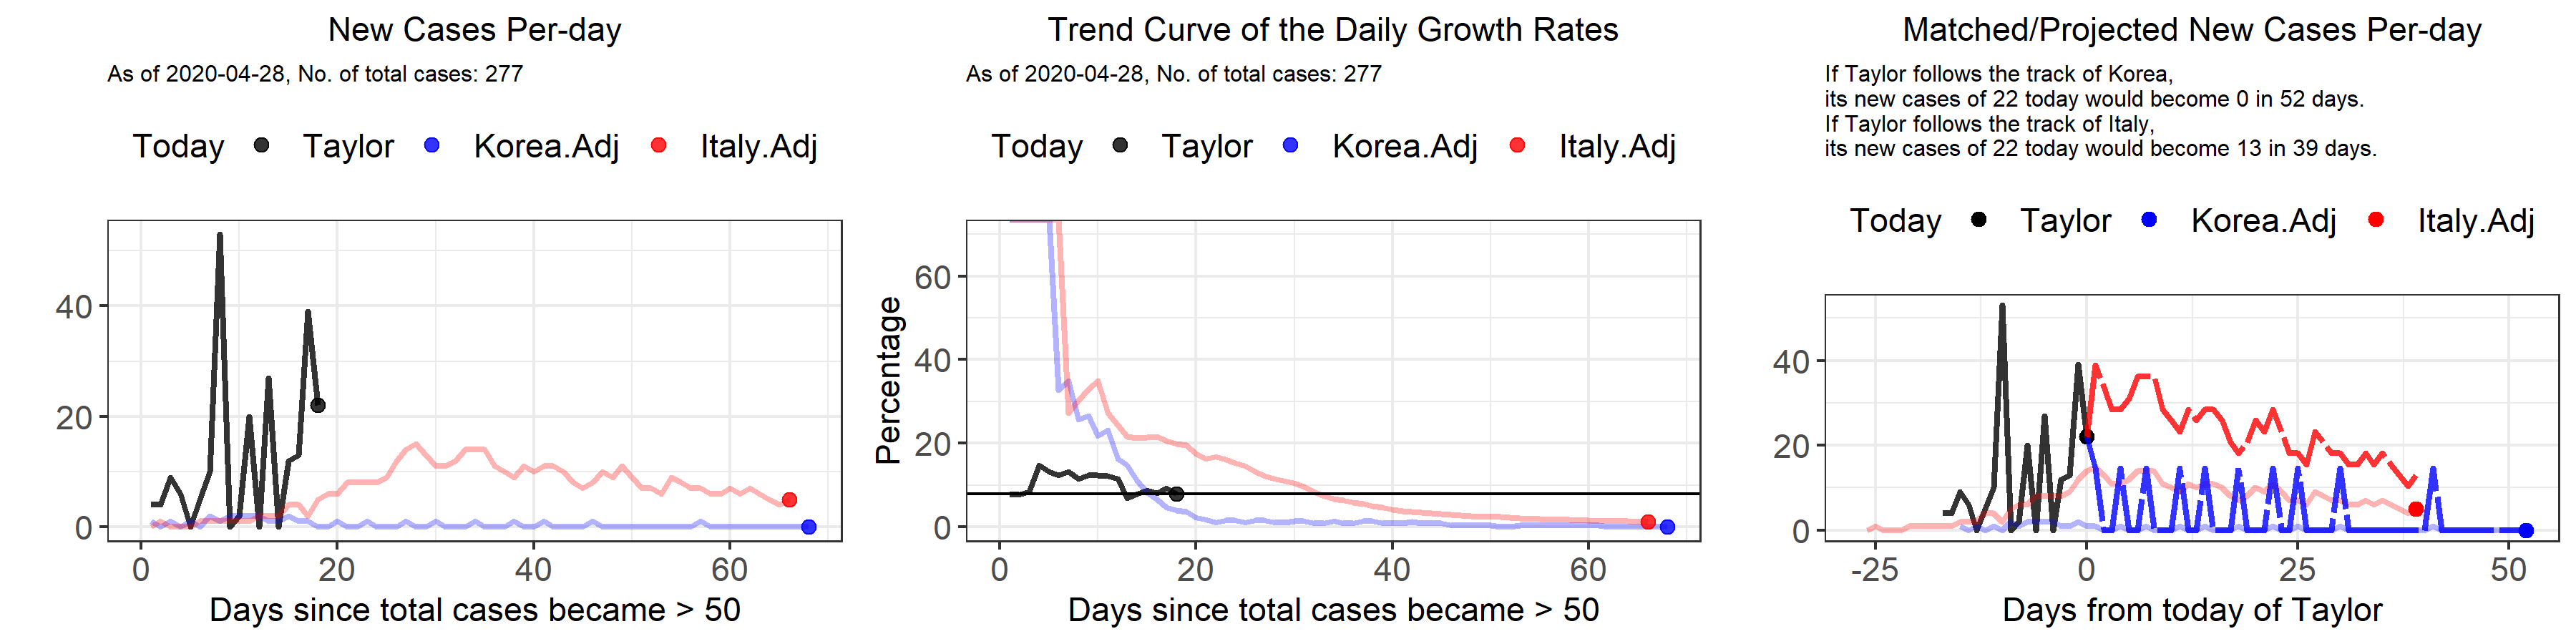 New Cases Per-day
As of 2020-04-28, No. of total cases: 277
Today Taylor Korea.Adj Italy.Adj
40
20
0
0 20 40 60
Days since total cases became > 50
Trend Curve of the Daily Growth Rates
As of 2020-04-28, No. of total cases: 277
Today Taylor Korea.Adj Italy.Adj
Percentage
60
40
20
0
0 20 40 60
Days since total cases became > 50
Matched/Projected New Cases Per-day
If Taylor follows the track of Korea,
its new cases of 22 today would become 0 in 52 days.
If Taylor follows the track of Italy,
its new cases of 22 today would become 13 in 39 days.
Today Taylor Korea.Adj Italy.Adj
40
20
0
-25 0 25 50
Days from today of Taylor